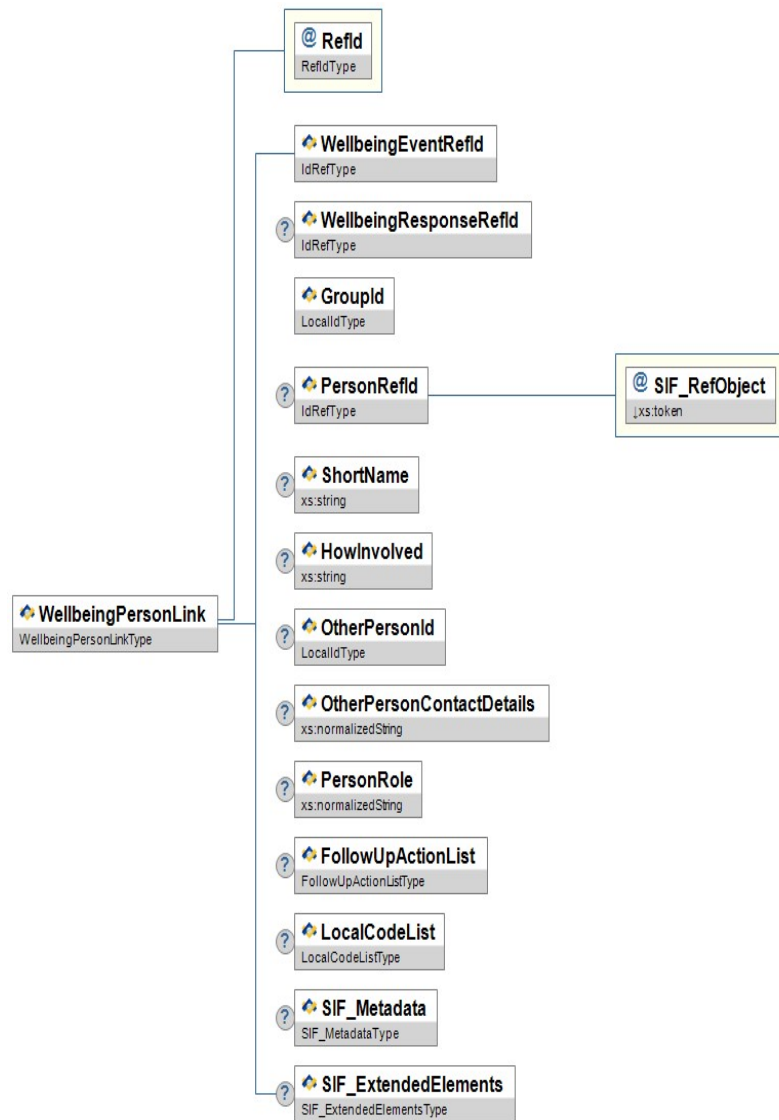 @ RefId
RefIdType
WellbeingEventRefId
IdRefType
? WellbeingResponseRefId
IdRefType
GroupId
LocalIdType
? PersonRefId
IdRefType
@ SIF_RefObject
↓xs:token
? ShortName
xs:string
? HowInvolved
xs:string
WellbeingPersonLink
WellbeingPersonLinkType
? OtherPersonId
LocalIdType
? OtherPersonContactDetails
xs:normalizedString
? PersonRole
xs:normalizedString
? FollowUpActionList
FollowUpActionListType
? LocalCodeList
LocalCodeListType
? SIF_Metadata
SIF_MetadataType
? SIF_ExtendedElements
SIF_ExtendedElementsType